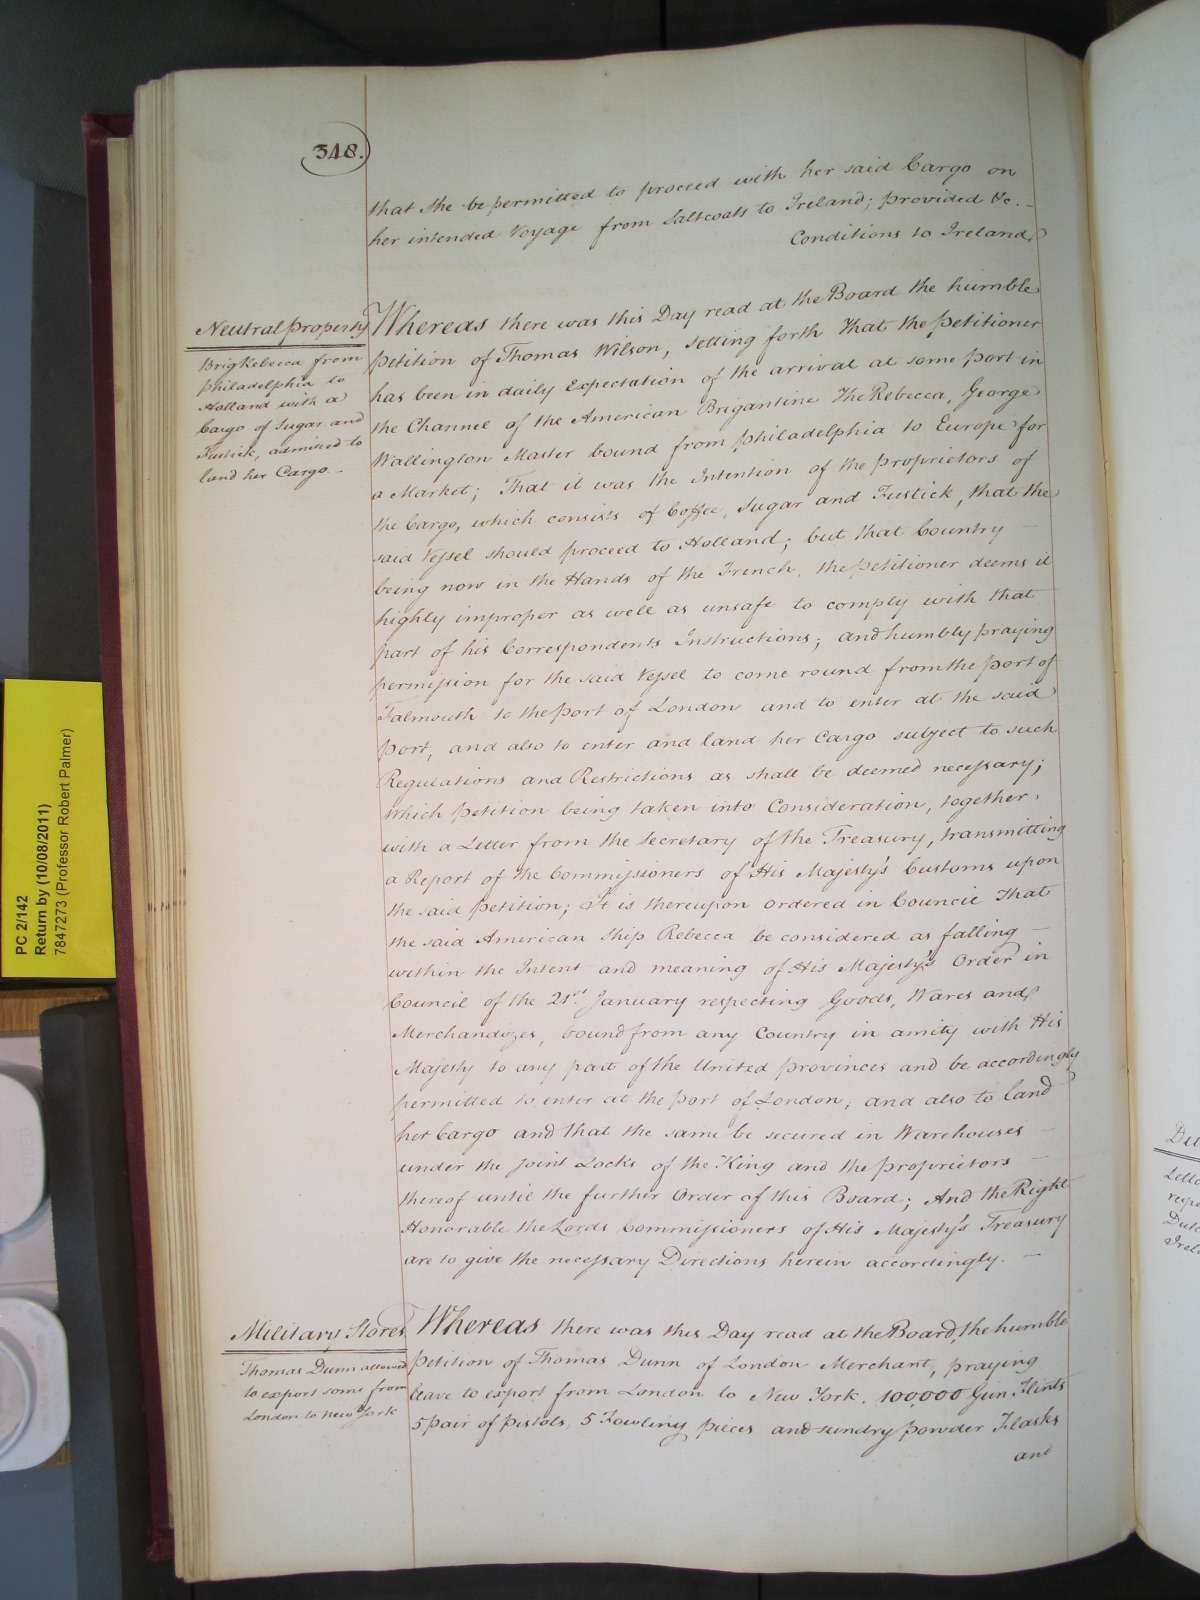 348.
that she be permitted to proceed with her said Cargo on
her intended Voyage from Saltcoats to Ireland; provided &c. -
Conditions to Ireland
Neutral property
Brig Rebecca from
Philadelphia to
Holland with a
Cargo of Sugar and
Fustick, admitted to
land her Cargo -
Whereas there was this Day read at the Board the humble
Petition of Thomas Wilson, setting forth That the Petitioner
has been in daily Expectation of the arrival at some port in
the Channel of the American Brigantine The Rebecca, George
Wallington Master bound from Philadelphia to Europe for
a Market; That it was the Intention of the proprietors of
the Cargo, which consists of Coffee, Sugar and Fustick, that the
said Vessel should proceed to Holland; but that Country -
being now in the Hands of the French, the Petitioner deems it
highly improper as well as unsafe to comply with that
part of his Correspondents Instructions; and humbly praying
permission for the said Vessel to come round from the Port of
Falmouth to the Port of London and to enter at the said
Port, and also to enter and land her Cargo subject to such
Regulations and Restrictions as shall be deemed necessary;
Which Petition being taken into Consideration, together
with a Letter from the Secretary of the Treasury, transmitting
a Report of the Commissioners of His Majesty's Customs upon
the said Petition; It is thereupon ordered in Council That
the said American Ship Rebecca be considered as falling -
within the Intent and meaning of His Majesty's Order in
Council of the 21st January respecting Goods, Wares and
Merchandizes, bound from any Country in amity with His
Majesty to any part of the United Provinces and be accordingly
permitted to enter at the Port of London, and also to land
her Cargo and that the same be secured in Warehouses -
under the Joint Locks of the King and the proprietors -
thereof until the further Order of this Board; And the Right
Honorable the Lords Commissioners of His Majesty's Treasury
are to give the necessary Directions herein accordingly. -
Military Stores
Thomas Dunn allowed
to export some from
London to New York
Whereas there was this Day read at the Board, the humble
Petition of Thomas Dunn of London Merchant, praying
leave to export from London to New York, 100,000 Gun Flints
5 pair of Pistols, 5 Fowling pieces and sundry powder Flasks
and
PC 2/142
Return by (10/08/2011)
7847273 (Professor Robert Palmer)